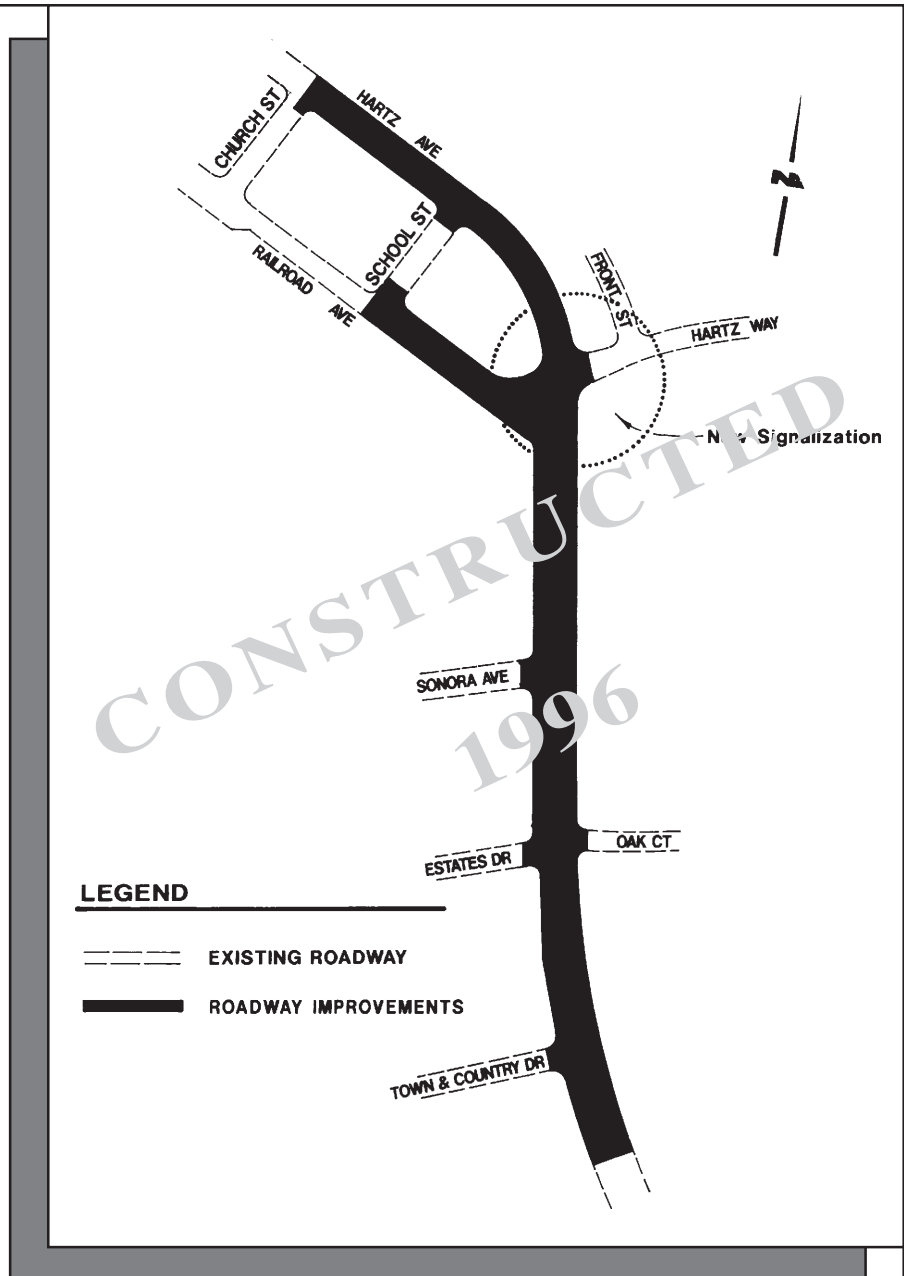 CHURCH ST
HARTZ AVE
SCHOOL ST
RAILROAD AVE
N
FRONT ST
HARTZ WAY
New Signalization
CONSTRUCTED
1996
SONORA AVE
ESTATES DR
OAK CT
LEGEND
EXISTING ROADWAY
ROADWAY IMPROVEMENTS
TOWN & COUNTRY DR